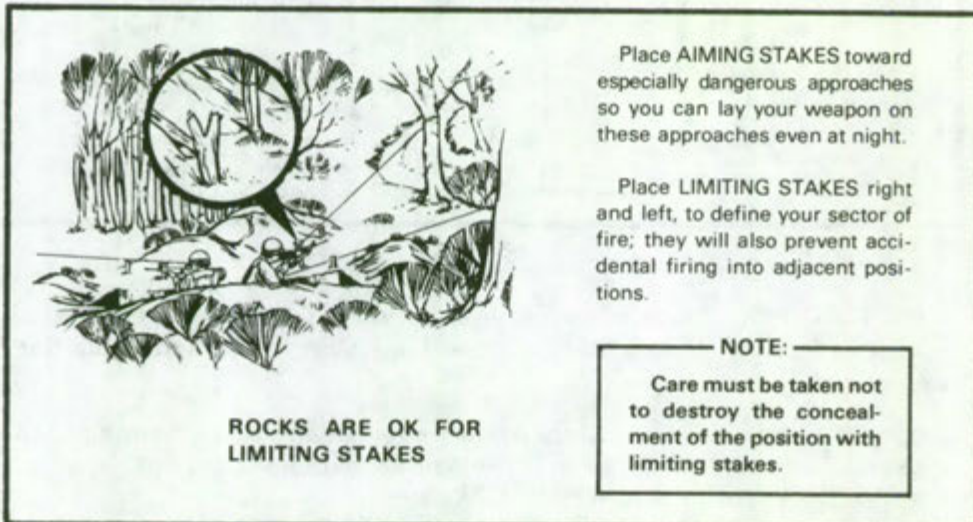 Place AIMING STAKES toward
especially dangerous approaches
so you can lay your weapon on
these approaches even at night.
Place LIMITING STAKES right
and left, to define your sector of
fire; they will also prevent acci-
dental firing into adjacent posi-
tions.
NOTE:
Care must be taken not
to destroy the conceal-
ment of the position with
limiting stakes.
ROCKS ARE OK FOR
LIMITING STAKES